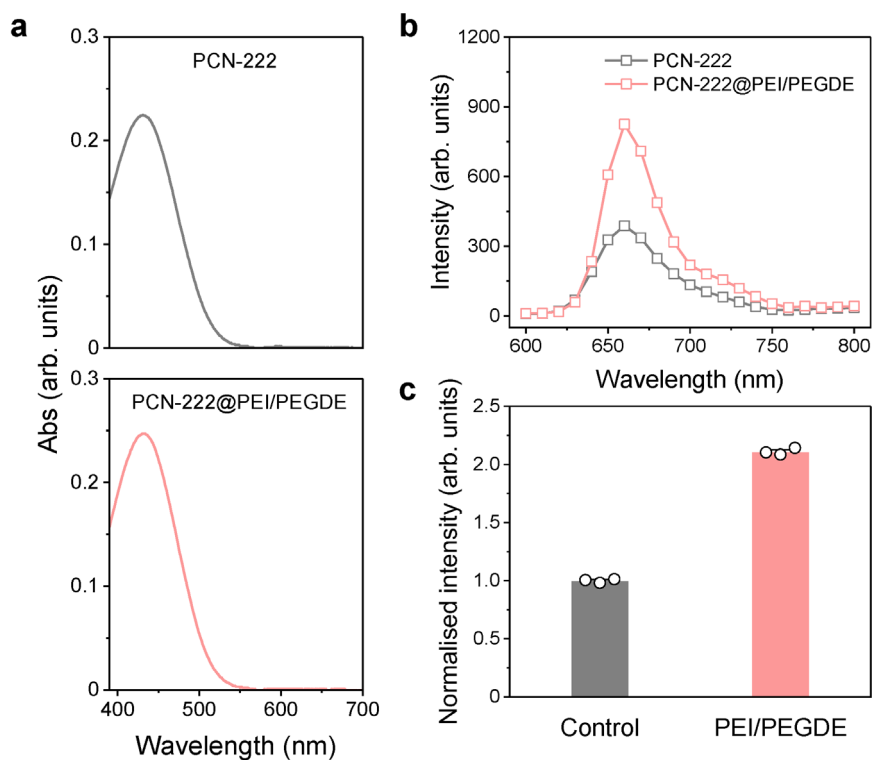 a
0.3
PCN-222
0.2
0.1
0
0.3
PCN-222@PEI/PEGDE
0.2
0.1
0
400 500 600 700
Abs (arb. units)
Wavelength (nm)
b
1200
900
600
300
0
PCN-222
PCN-222@PEI/PEGDE
600 650 700 750 800
Intensity (arb. units)
Wavelength (nm)
c
2.5
2.0
1.5
1.0
0.5
0
Normalised intensity (arb. units)
Control PEI/PEGDE